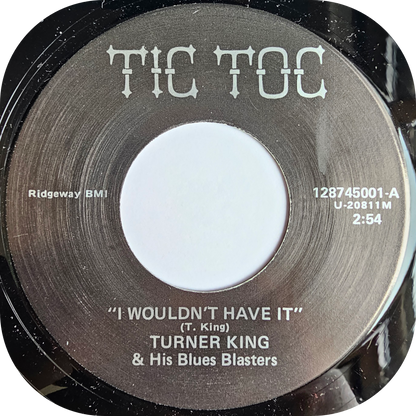 TIC TOC
Ridgeway BMI
128745001-A
U-20811M
2:54
"I WOULDN'T HAVE IT"
(T. King)
TURNER KING
& His Blues Blasters